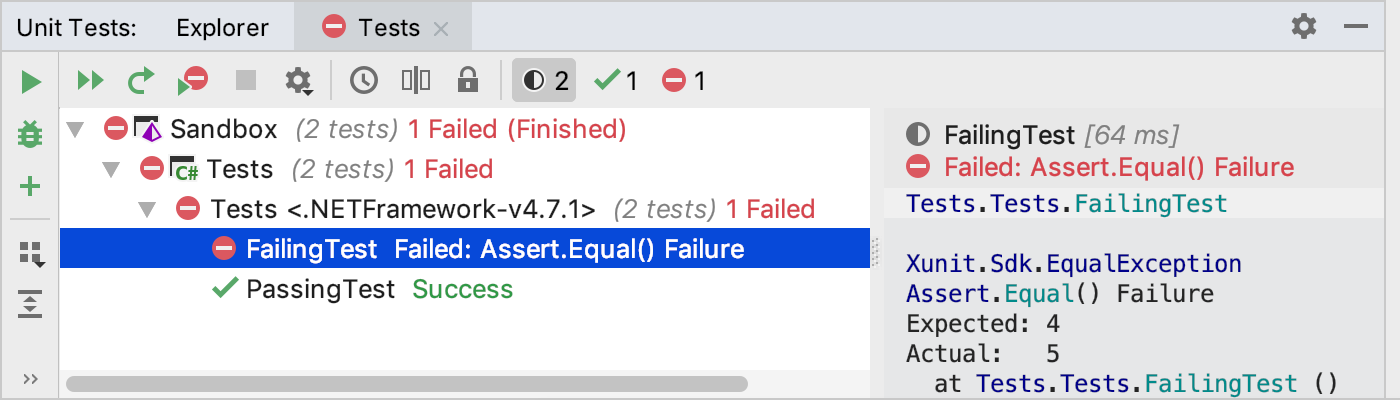 Unit Tests: Explorer Tests
2 1 1
Sandbox (2 tests) 1 Failed (Finished)
C# Tests (2 tests) 1 Failed
Tests <.NETFramework-v4.7.1> (2 tests) 1 Failed
FailingTest Failed: Assert.Equal() Failure
PassingTest Success
FailingTest [64 ms]
Failed: Assert.Equal() Failure
Tests.Tests.FailingTest
Xunit.Sdk.EqualException
Assert.Equal() Failure
Expected: 4
Actual: 5
at Tests.Tests.FailingTest ()